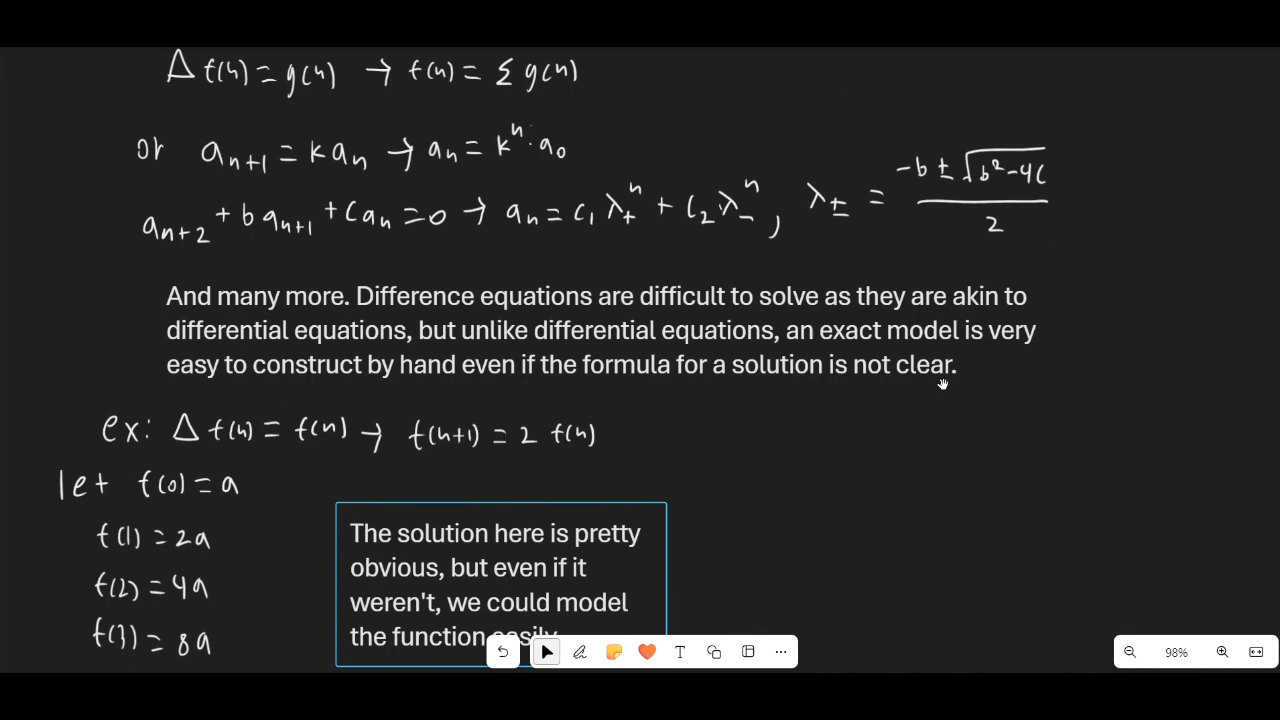 Δ f(n) = g(n) → f(n) = Σ g(n)
or a_{n+1} = k a_n → a_n = k^n · a_0
a_{n+2} + b a_{n+1} + c a_n = 0 → a_n = c_1 λ_+^n + c_2 λ_-^n , λ_± = (-b ± √(b² - 4c)) / 2
And many more. Difference equations are difficult to solve as they are akin to
differential equations, but unlike differential equations, an exact model is very
easy to construct by hand even if the formula for a solution is not clear.
ex: Δ f(n) = f(n) → f(n+1) = 2 f(n)
let f(0) = a
f(1) = 2a
f(2) = 4a
f(3) = 8a
The solution here is pretty
obvious, but even if it
weren't, we could model
the function easily
T
98%